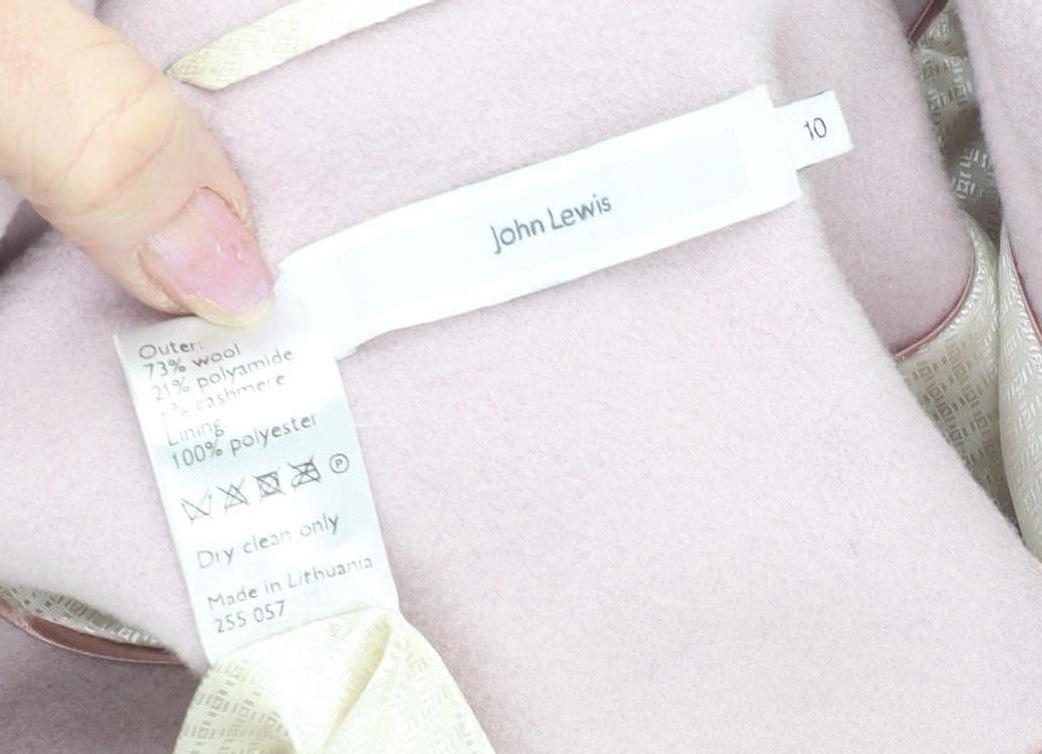 John Lewis
10
Outer:
73% wool
21% polyamide
% cashmere
Lining:
100% polyester
P
Dry clean only
Made in Lithuania
255 057